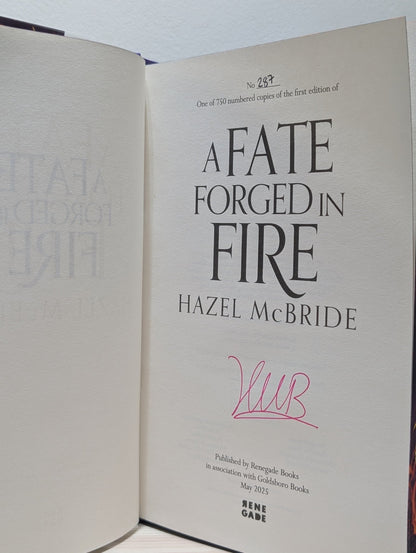 No 287
One of 750 numbered copies of the first edition of
A FATE
FORGED IN
FIRE
HAZEL McBRIDE
HMB
Published by Renegade Books
in association with Goldsboro Books
May 2025
RENE
GADE